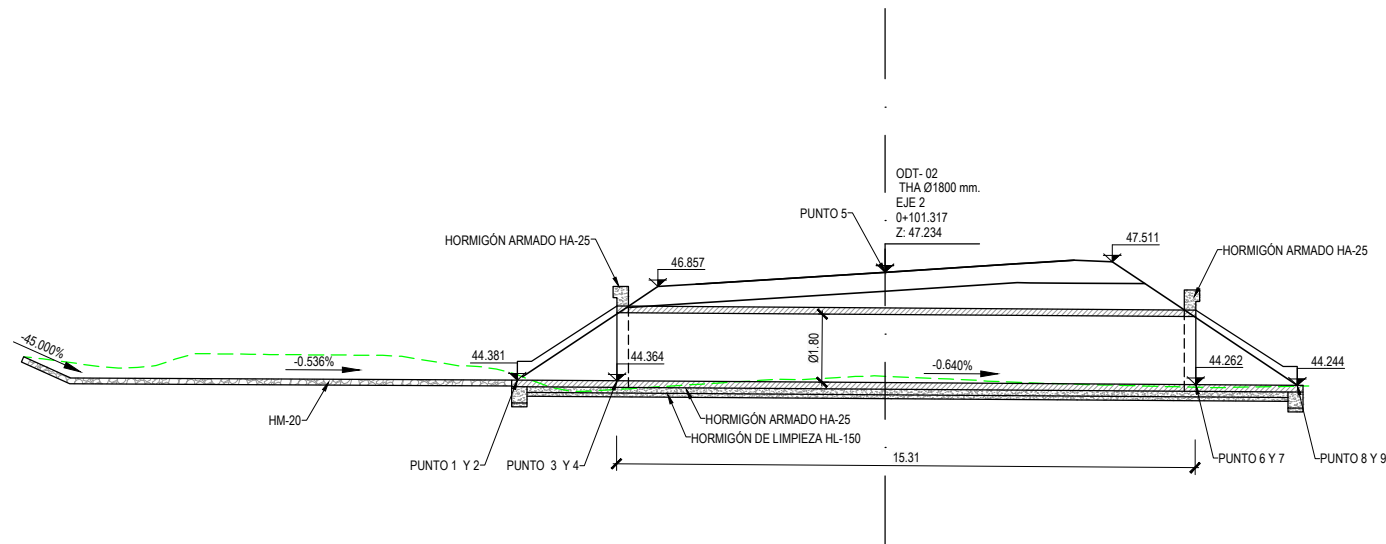 ODT- 02
THA Ø1800 mm.
EJE 2
0+101.317
Z: 47.234
PUNTO 5
HORMIGÓN ARMADO HA-25
47.511
HORMIGÓN ARMADO HA-25
46.857
-45.000%
-0.536%
44.381
44.364
Ø1.80
-0.640%
44.262
44.244
HM-20
HORMIGÓN ARMADO HA-25
HORMIGÓN DE LIMPIEZA HL-150
PUNTO 1 Y 2
PUNTO 3 Y 4
15.31
PUNTO 6 Y 7
PUNTO 8 Y 9